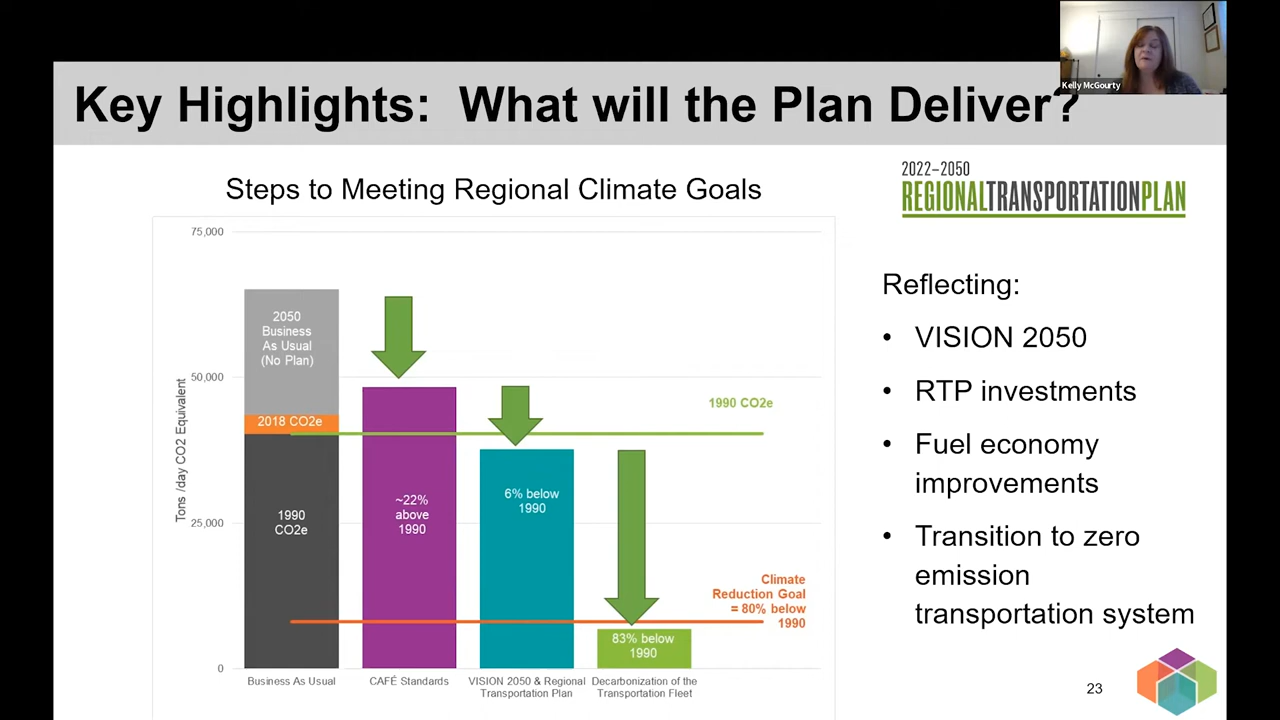 Kelly McGourty
Key Highlights:  What will the Plan Deliver?
Steps to Meeting Regional Climate Goals
2022–2050
REGIONALTRANSPORTATIONPLAN
75,000
50,000
25,000
0
Tons /day CO2 Equivalent
2050
Business
As Usual
(No Plan)
2018 CO2e
1990
CO2e
~22%
above
1990
6% below
1990
83% below
1990
1990 CO2e
Climate
Reduction Goal
= 80% below
1990
Business As Usual
CAFÉ Standards
VISION 2050 & Regional
Transportation Plan
Decarbonization of the
Transportation Fleet
Reflecting:
• VISION 2050
• RTP investments
• Fuel economy
improvements
• Transition to zero
emission
transportation system
23